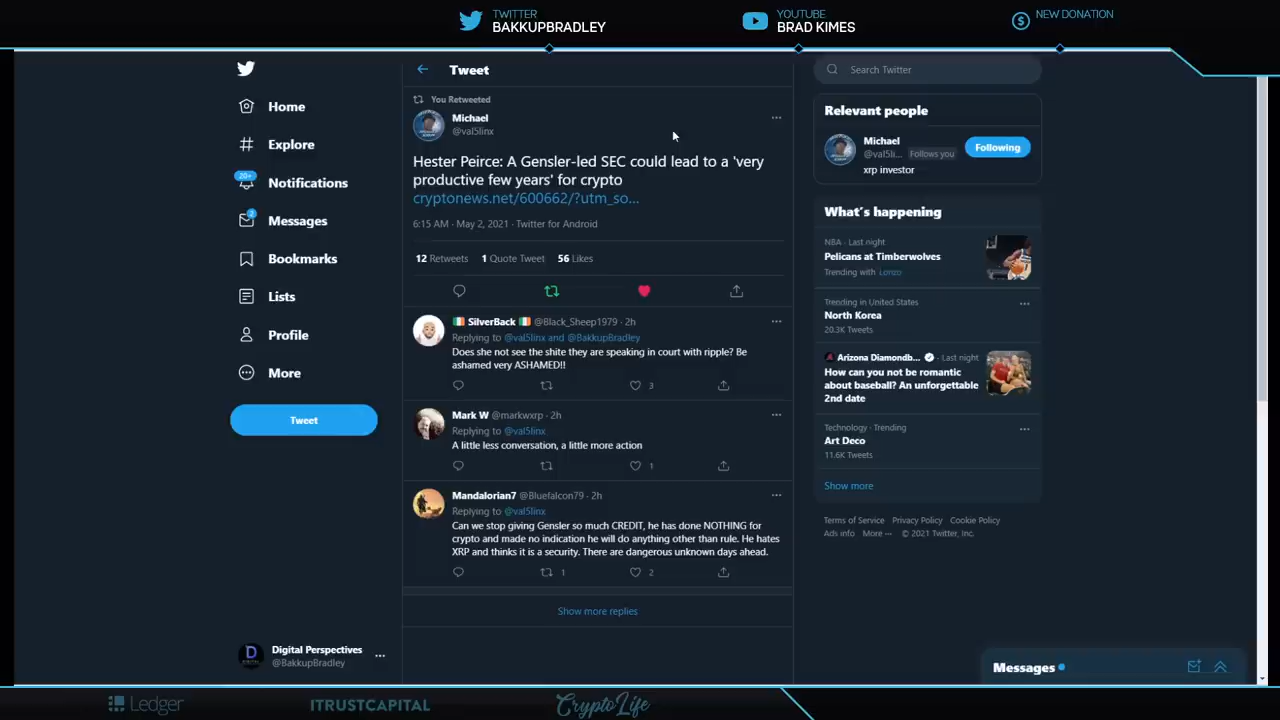 TWITTER
BAKKUPBRADLEY
YOUTUBE
BRAD KIMES
NEW DONATION
Home
Explore
20+
Notifications
2
Messages
Bookmarks
Lists
Profile
More
Tweet
Digital Perspectives
@BakkupBradley
Tweet
You Retweeted
Michael
@val5linx
Hester Peirce: A Gensler-led SEC could lead to a 'very
productive few years' for crypto
cryptonews.net/600662/?utm_so...
6:15 AM · May 2, 2021 · Twitter for Android
12 Retweets 1 Quote Tweet 56 Likes
SilverBack @Black_Sheep1979 · 2h
Replying to @val5linx and @BakkupBradley
Does she not see the shite they are speaking in court with ripple? Be
ashamed very ASHAMED!!
3
Mark W @markwxrp · 2h
Replying to @val5linx
A little less conversation, a little more action
1
Mandalorian7 @Bluefalcon79 · 2h
Replying to @val5linx
Can we stop giving Gensler so much CREDIT, he has done NOTHING for
crypto and made no indication he will do anything other than rule. He hates
XRP and thinks it is a security. There are dangerous unknown days ahead.
1 2
Show more replies
Search Twitter
Relevant people
Michael
@val5li... Follows you
Following
xrp investor
What's happening
NBA · Last night
Pelicans at Timberwolves
Trending with Lonzo
Trending in United States
North Korea
20.3K Tweets
Arizona Diamondb... · Last night
How can you not be romantic
about baseball? An unforgettable
2nd date
Technology · Trending
Art Deco
11.6K Tweets
Show more
Terms of Service Privacy Policy Cookie Policy
Ads info More ··· © 2021 Twitter, Inc.
Messages
Ledger
ITRUSTCAPITAL
CryptoLife